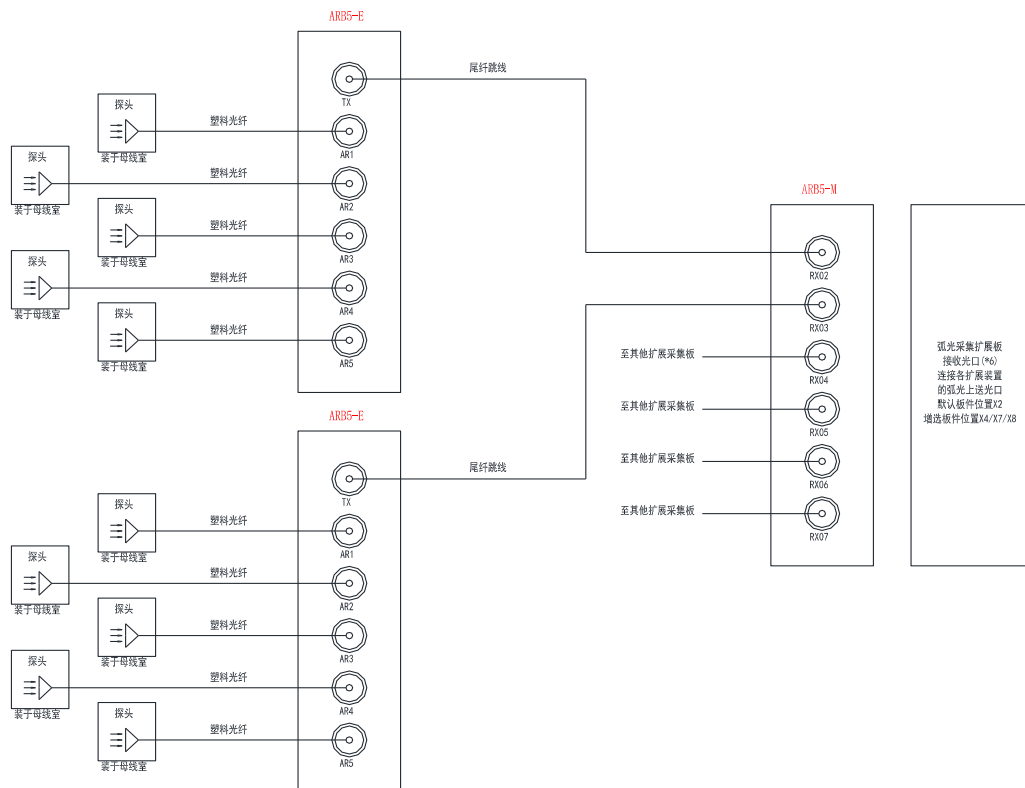 ARB5-E
尾纤跳线
TX
探头
塑料光纤
装于母线室
AR1
探头
塑料光纤
装于母线室
AR2
探头
塑料光纤
装于母线室
AR3
探头
塑料光纤
装于母线室
AR4
探头
塑料光纤
装于母线室
AR5
ARB5-E
尾纤跳线
TX
探头
塑料光纤
装于母线室
AR1
探头
塑料光纤
装于母线室
AR2
探头
塑料光纤
装于母线室
AR3
探头
塑料光纤
装于母线室
AR4
探头
塑料光纤
装于母线室
AR5
ARB5-M
RX02
RX03
至其他扩展采集板
RX04
至其他扩展采集板
RX05
至其他扩展采集板
RX06
至其他扩展采集板
RX07
弧光采集扩展板
接收光口(*6)
连接各扩展装置
的弧光上送光口
默认板件位置X2
增选板件位置X4/X7/X8